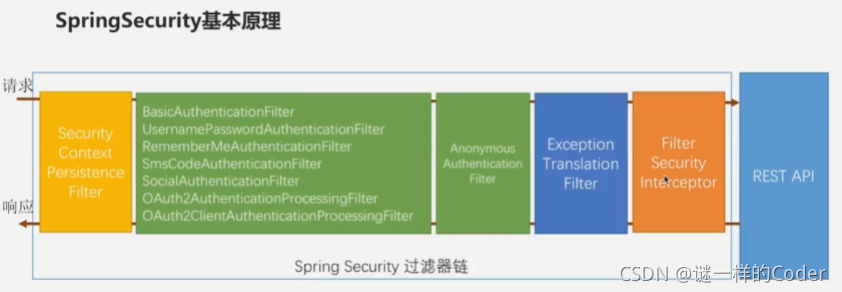 SpringSecurity基本原理
请求
响应
Security
Context
Persistence
Filter
BasicAuthenticationFilter
UsernamePasswordAuthenticationFilter
RememberMeAuthenticationFilter
SmsCodeAuthenticationFilter
SocialAuthenticationFilter
OAuth2AuthenticationProcessingFilter
OAuth2ClientAuthenticationProcessingFilter
Anonymous
Authentication
Filter
Exception
Translation
Filter
Filter
Security
Interceptor
REST API
Spring Security 过滤器链
CSDN @谜一样的Coder